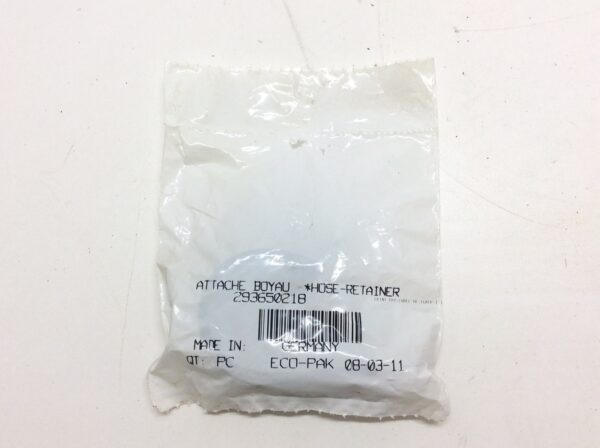 ATTACHE BOYAU *HOSE-RETAINER
293650218
MADE IN: GERMANY
QT: PC ECO-PAK 08-03-11